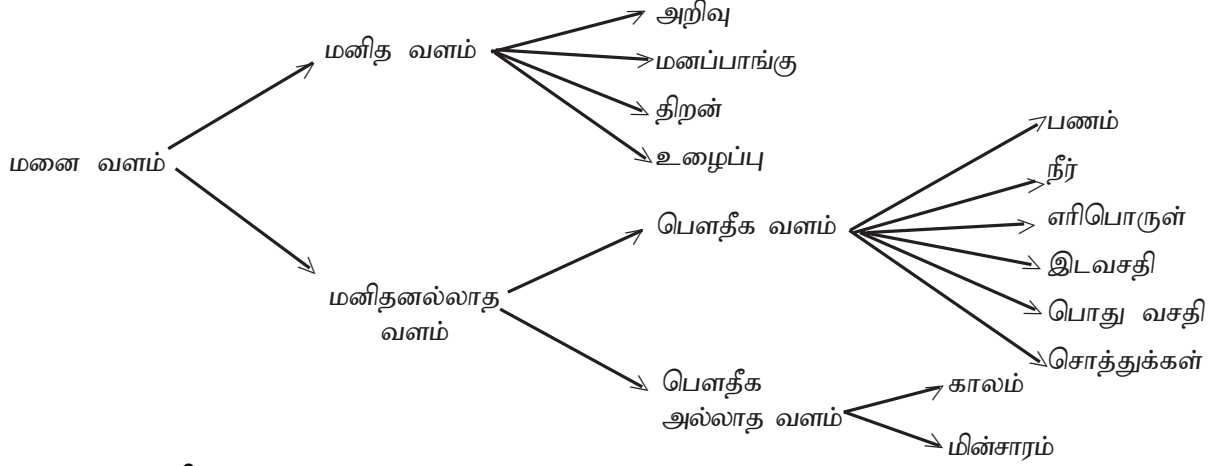 மனை வளம்
மனித வளம்
அறிவு
மனப்பாங்கு
திறன்
உழைப்பு
மனிதனல்லாத
வளம்
பௌதீக வளம்
பணம்
நீர்
எரிபொருள்
இடவசதி
பொது வசதி
சொத்துக்கள்
பௌதீக
அல்லாத வளம்
காலம்
மின்சாரம்